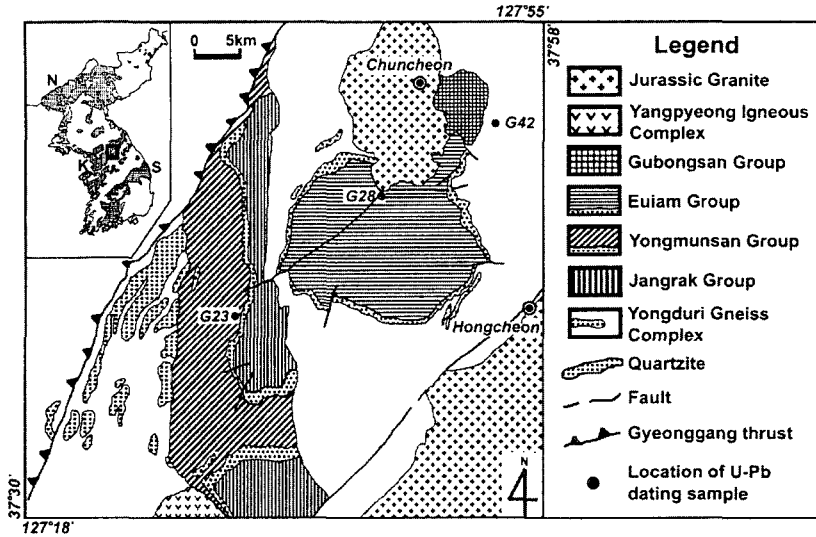 127°55'
37°58'
N
K
S
0 5km
Chuncheon
G42
G28
G23
Hongcheon
N
37°30'
127°18'
Legend
Jurassic Granite
Yangpyeong Igneous
Complex
Gubongsan Group
Euiam Group
Yongmunsan Group
Jangrak Group
Yongduri Gneiss
Complex
Quartzite
Fault
Gyeonggang thrust
Location of U-Pb
dating sample